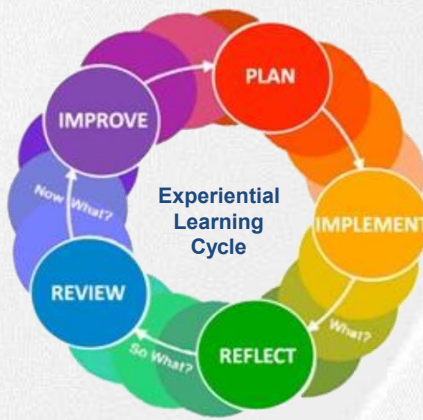 PLAN
IMPLEMENT
What?
REFLECT
So What?
REVIEW
Now What?
IMPROVE
Experiential
Learning
Cycle